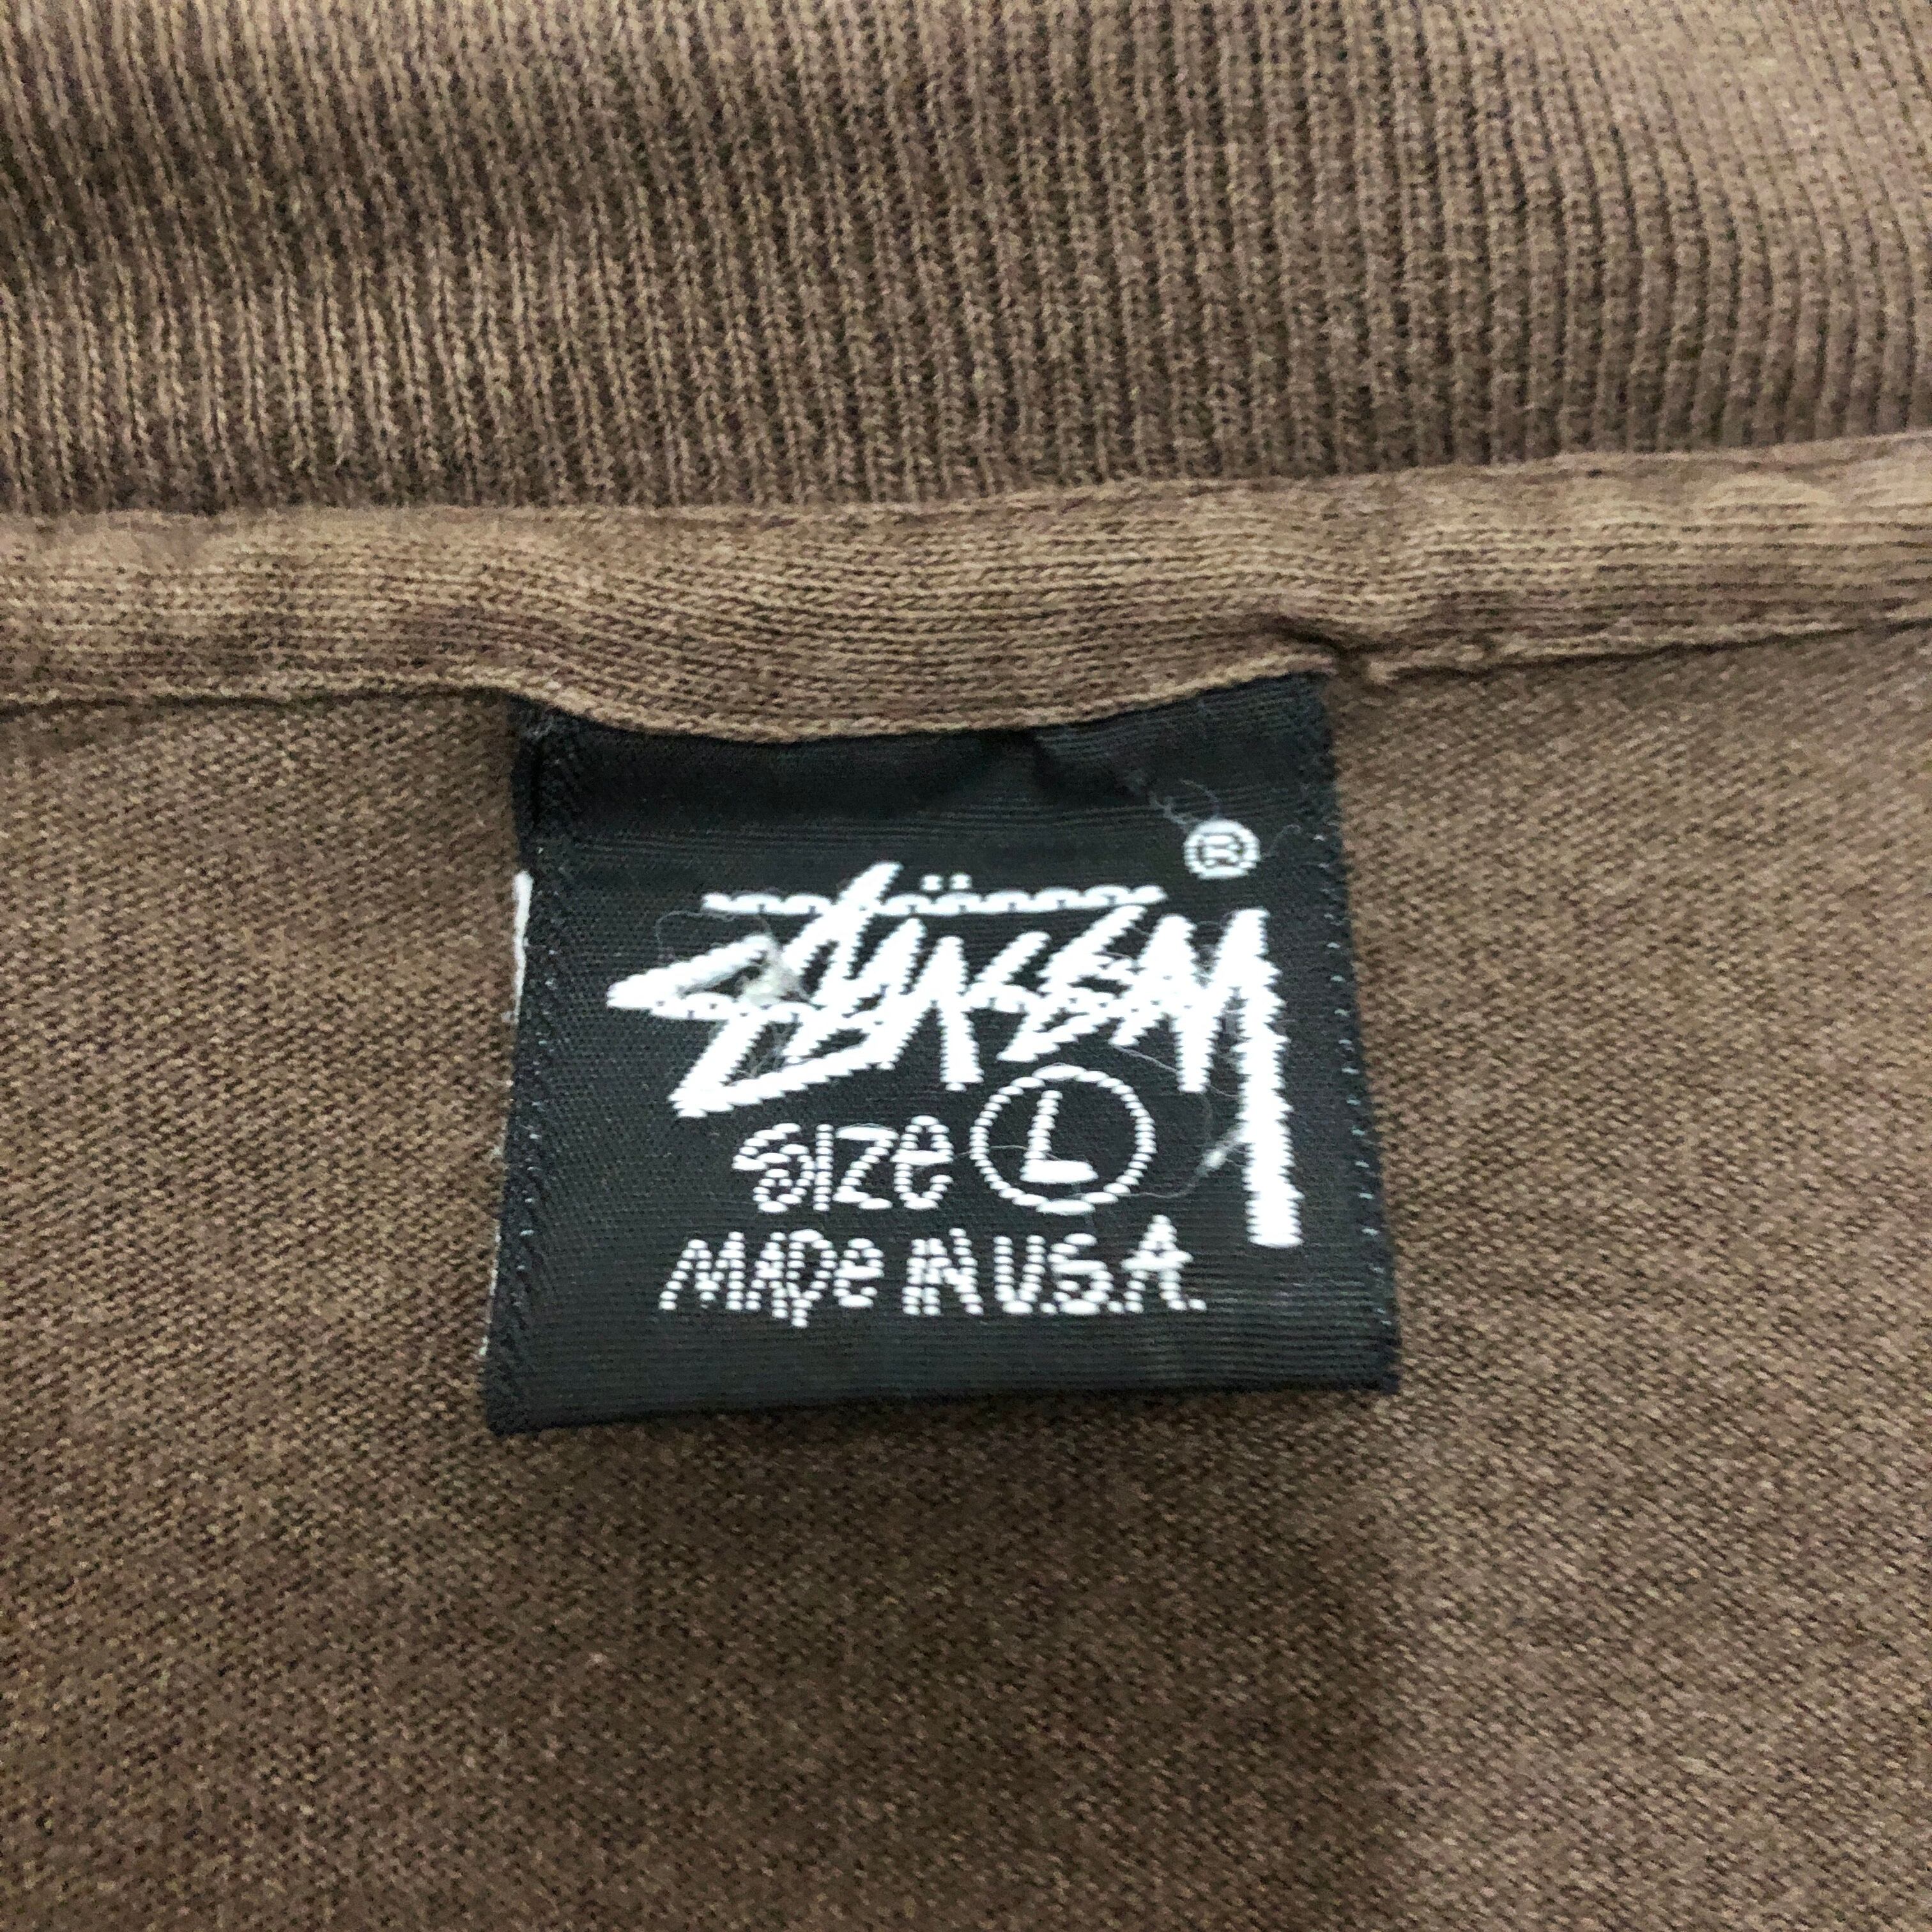 ®
Stüssy
SIZE L
MADE IN U.S.A.